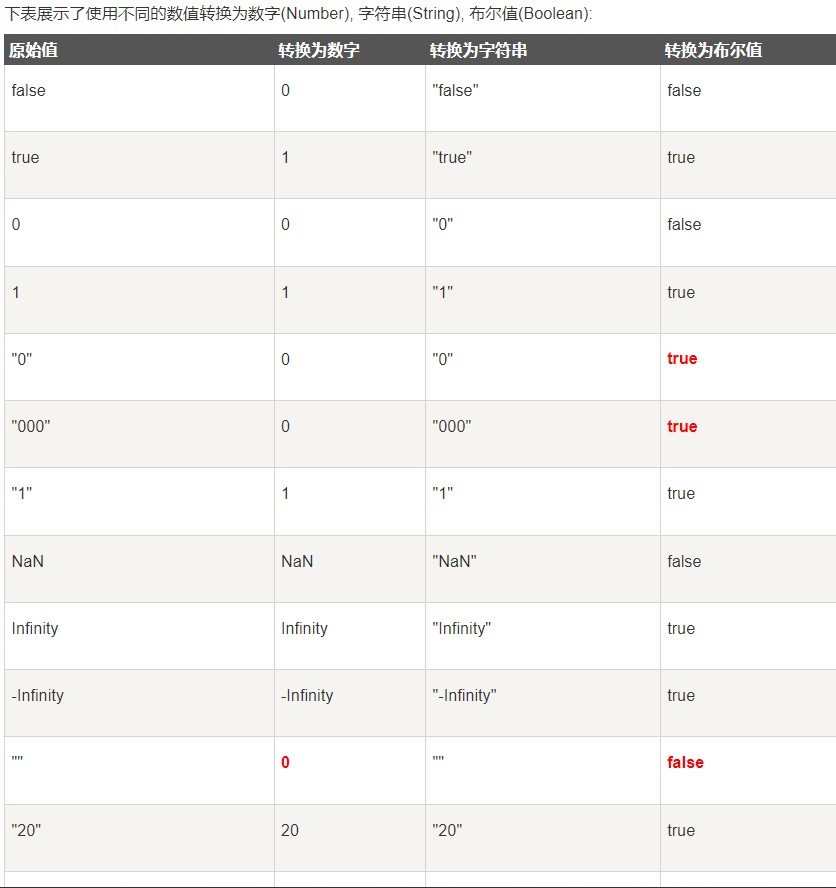 下表展示了使用不同的数值转换为数字(Number), 字符串(String), 布尔值(Boolean):
原始值 转换为数字 转换为字符串 转换为布尔值
false 0 "false" false
true 1 "true" true
0 0 "0" false
1 1 "1" true
"0" 0 "0" true
"000" 0 "000" true
"1" 1 "1" true
NaN NaN "NaN" false
Infinity Infinity "Infinity" true
-Infinity -Infinity "-Infinity" true
"" 0 "" false
"20" 20 "20" true